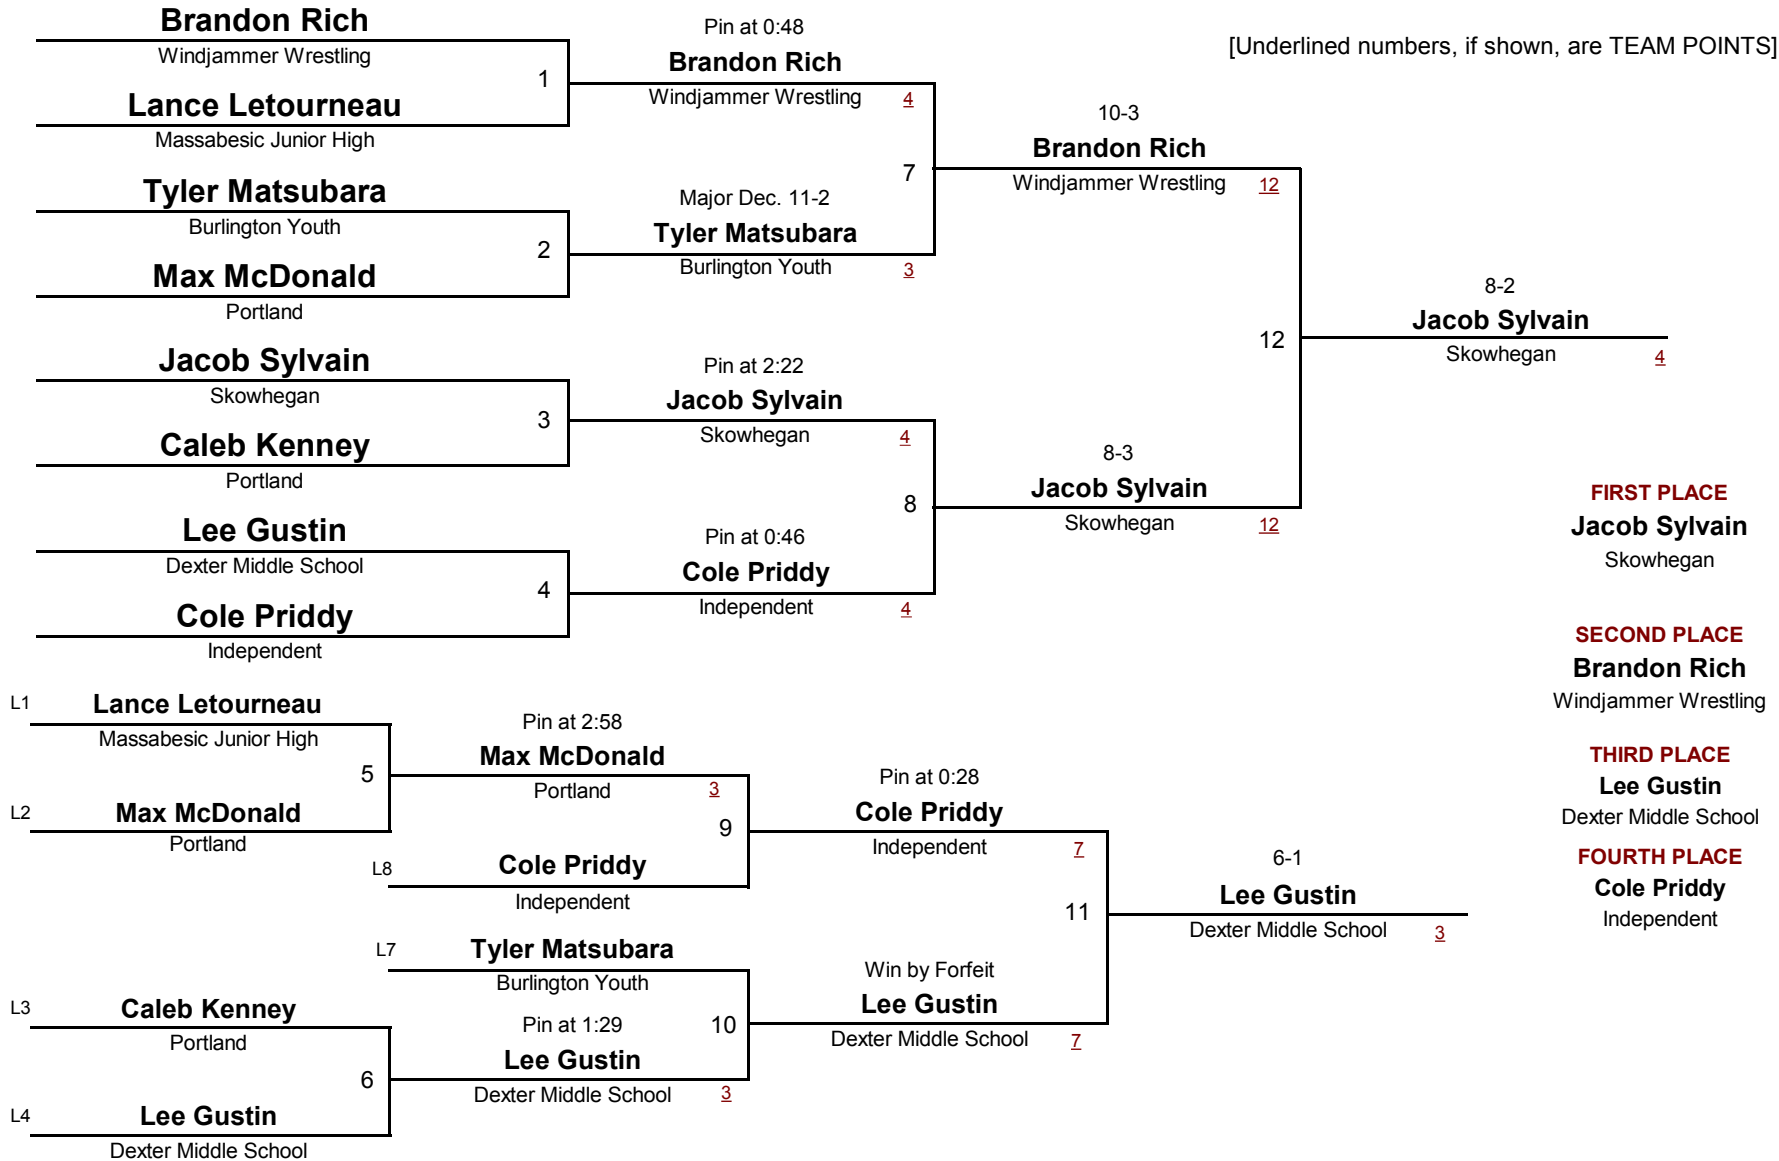 Brandon Rich
Windjammer Wrestling
1
Lance Letourneau
Massabesic Junior High
Tyler Matsubara
Burlington Youth
2
Max McDonald
Portland
Jacob Sylvain
Skowhegan
3
Caleb Kenney
Portland
Lee Gustin
Dexter Middle School
4
Cole Priddy
Independent
Pin at 0:48
Brandon Rich
Windjammer Wrestling 4
7
Major Dec. 11-2
Tyler Matsubara
Burlington Youth 3
Pin at 2:22
Jacob Sylvain
Skowhegan 4
8
Pin at 0:46
Cole Priddy
Independent 4
[Underlined numbers, if shown, are TEAM POINTS]
10-3
Brandon Rich
Windjammer Wrestling 12
12
8-3
Jacob Sylvain
Skowhegan 12
8-2
Jacob Sylvain
Skowhegan 4
FIRST PLACE
Jacob Sylvain
Skowhegan
SECOND PLACE
Brandon Rich
Windjammer Wrestling
THIRD PLACE
Lee Gustin
Dexter Middle School
FOURTH PLACE
Cole Priddy
Independent
L1 Lance Letourneau
Massabesic Junior High
5
L2 Max McDonald
Portland
L3 Caleb Kenney
Portland
6
L4 Lee Gustin
Dexter Middle School
Pin at 2:58
Max McDonald
Portland 3
9
L8 Cole Priddy
Independent
L7 Tyler Matsubara
Burlington Youth
Pin at 1:29 10
Lee Gustin
Dexter Middle School 3
Pin at 0:28
Cole Priddy
Independent 7
11
Win by Forfeit
Lee Gustin
Dexter Middle School 7
6-1
Lee Gustin
Dexter Middle School 3